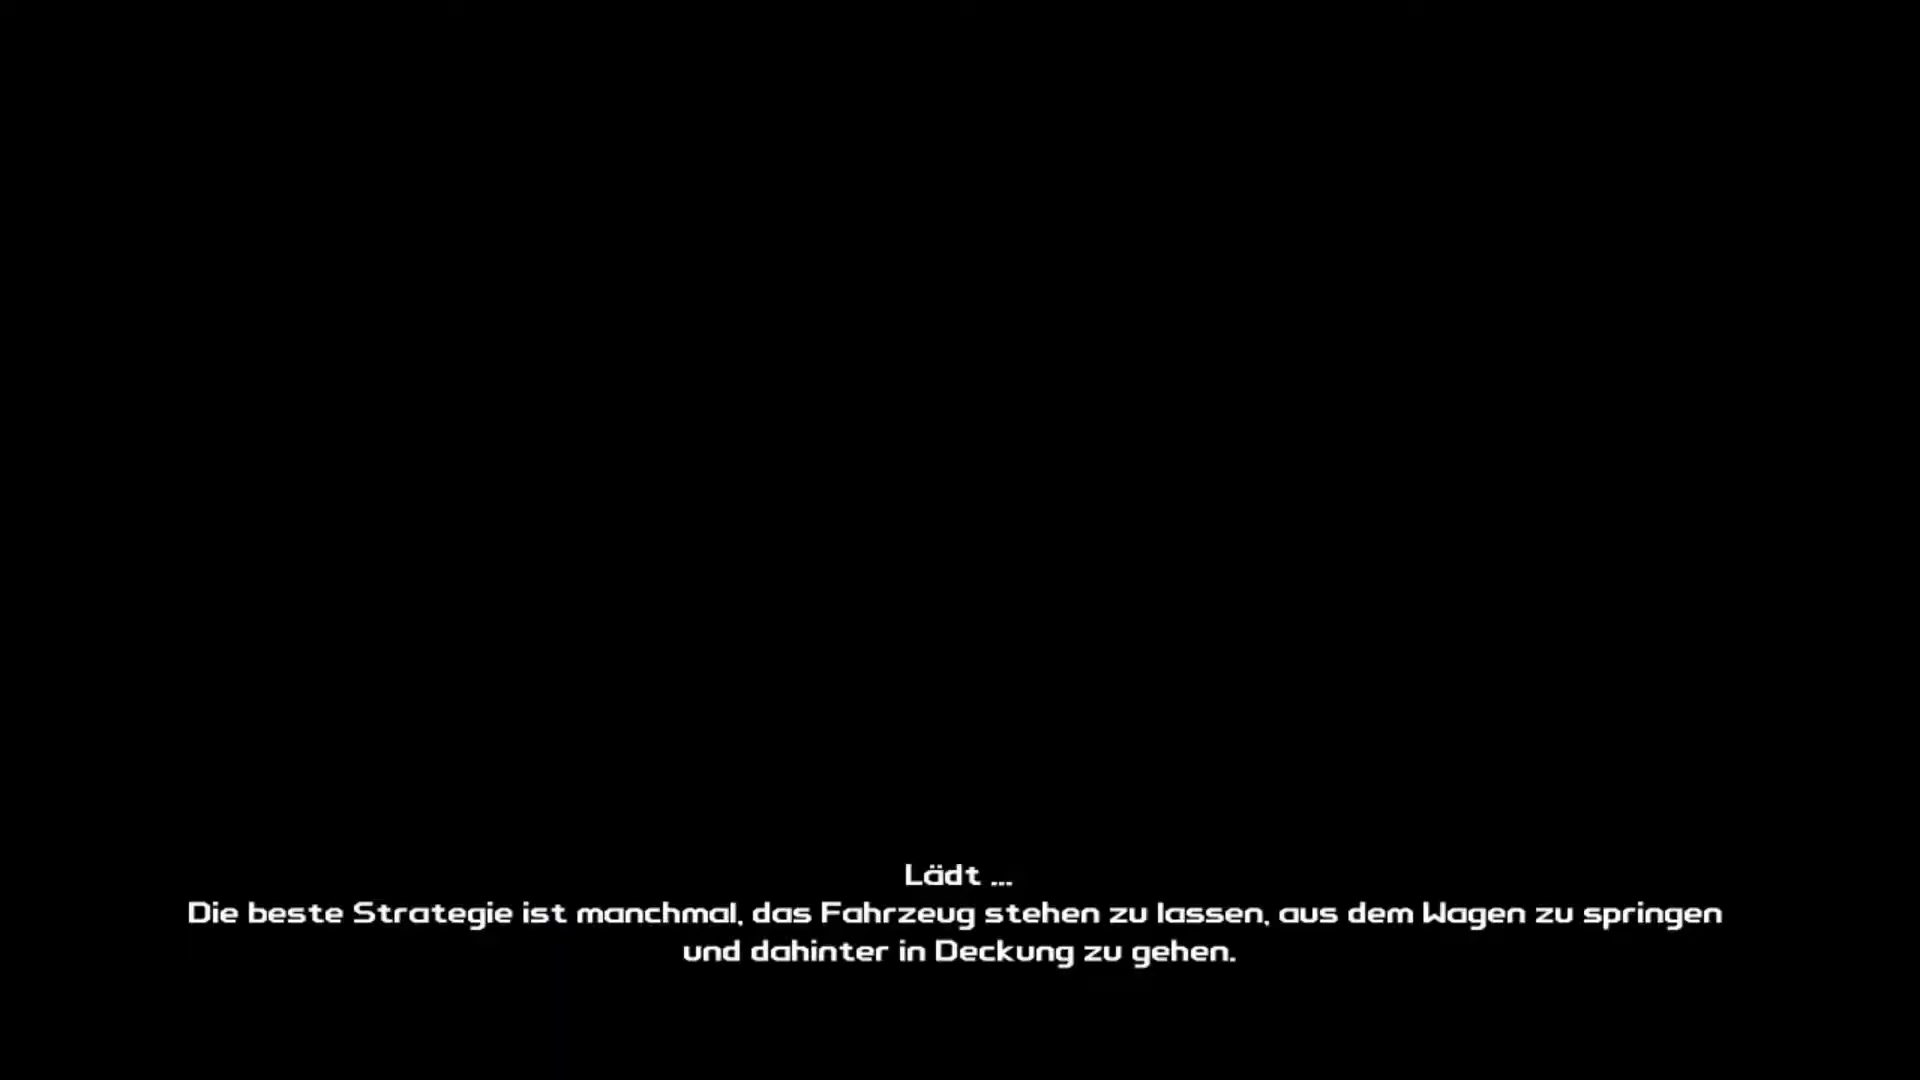 Lädt ...
Die beste Strategie ist manchmal, das Fahrzeug stehen zu lassen, aus dem Wagen zu springen
und dahinter in Deckung zu gehen.